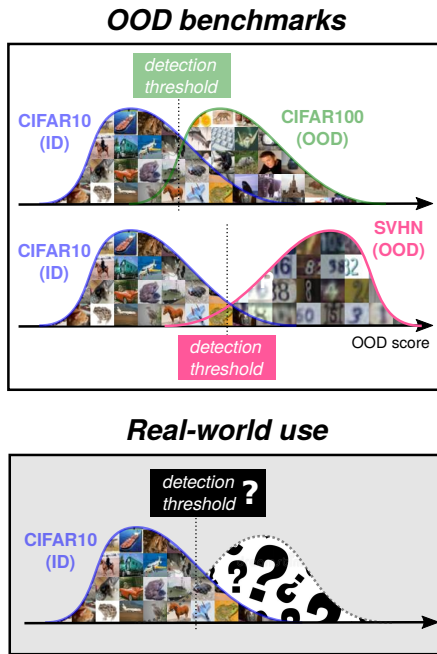 OOD benchmarks
detection
threshold
CIFAR10
(ID)
CIFAR100
(OOD)
CIFAR10
(ID)
SVHN
(OOD)
detection
threshold
OOD score
Real-world use
detection
threshold ?
CIFAR10
(ID)